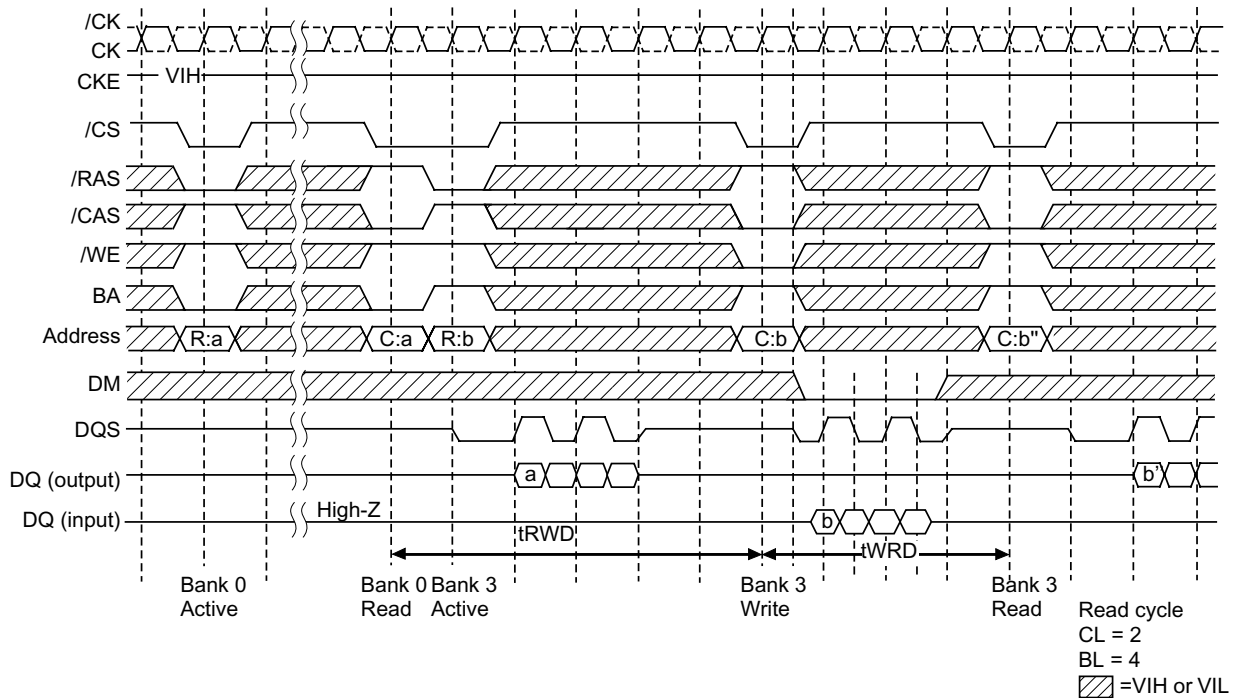 /CK
CK
CKE
VIH
/CS
/RAS
/CAS
/WE
BA
Address
R:a
C:a
R:b
C:b
C:b"
DM
DQS
DQ (output)
a
b'
DQ (input)
High-Z
b
tRWD
tWRD
Bank 0
Active
Bank 0
Read
Bank 3
Active
Bank 3
Write
Bank 3
Read
Read cycle
CL = 2
BL = 4
=VIH or VIL